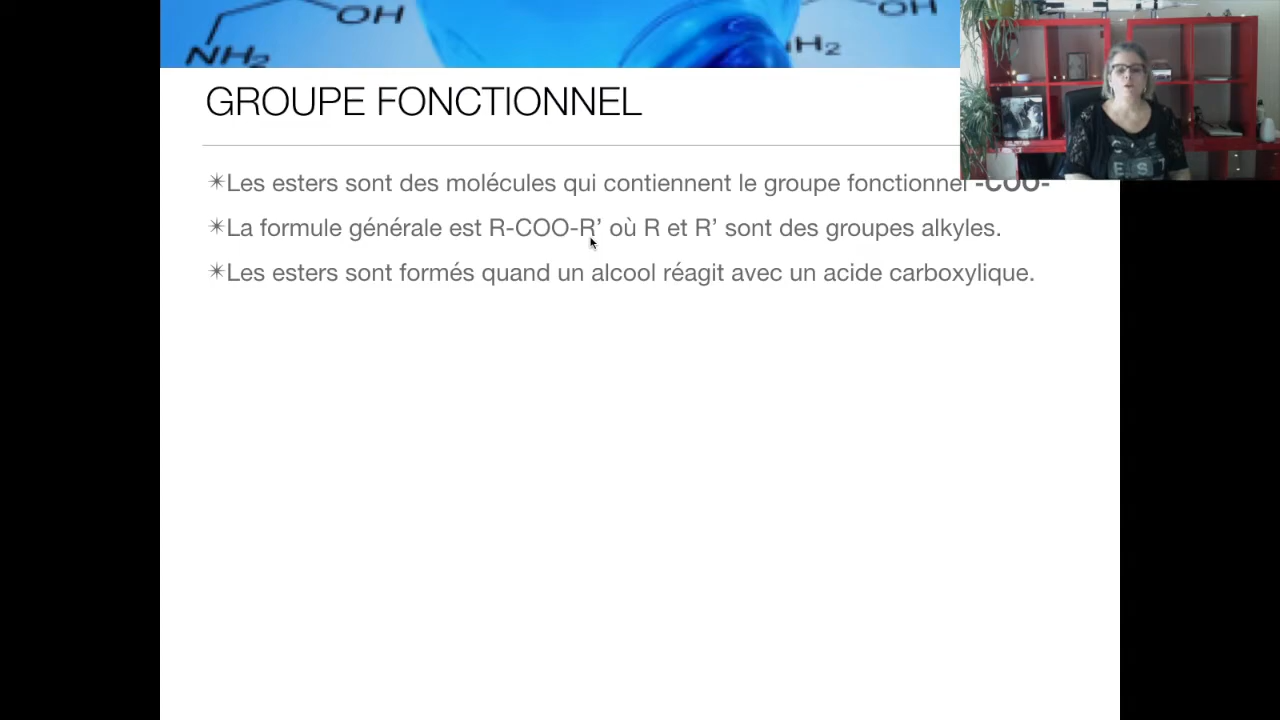 OH
OH
NH₂
H₂
GROUPE FONCTIONNEL
✴Les esters sont des molécules qui contiennent le groupe fonctionnel -COO-
✴La formule générale est R-COO-R’ où R et R’ sont des groupes alkyles.
✴Les esters sont formés quand un alcool réagit avec un acide carboxylique.